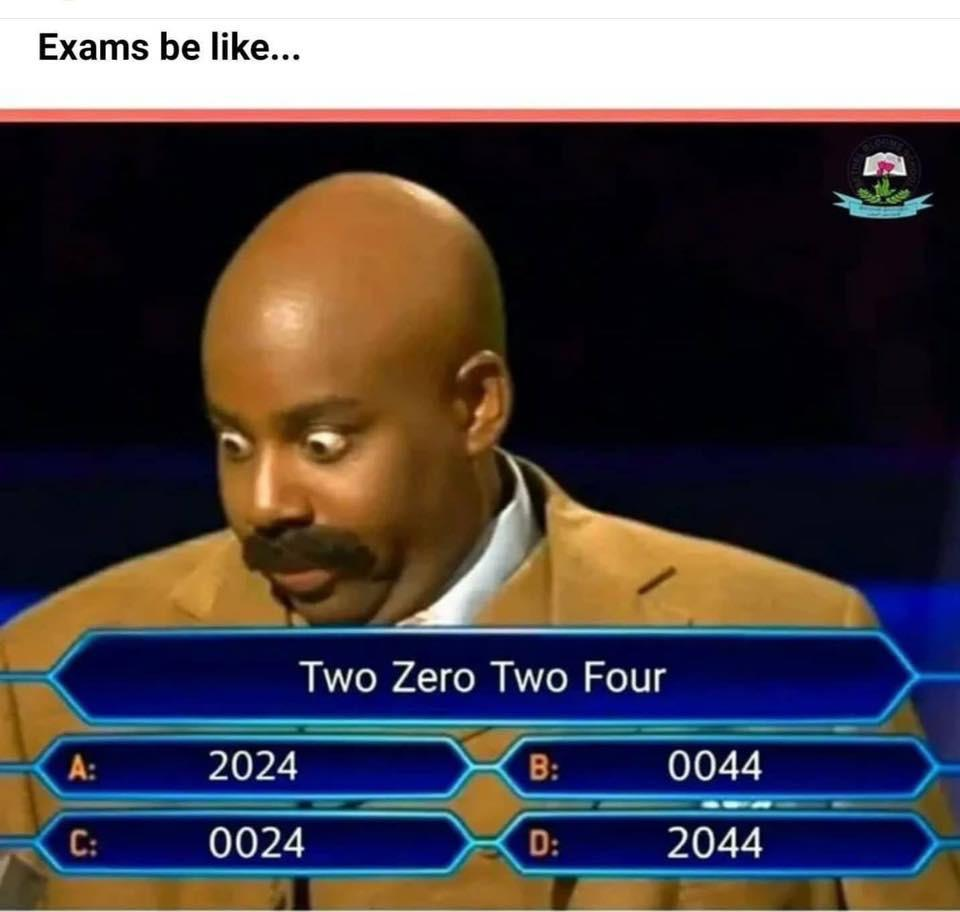 Exams be like...
Two Zero Two Four
A: 2024
B: 0044
C: 0024
D: 2044